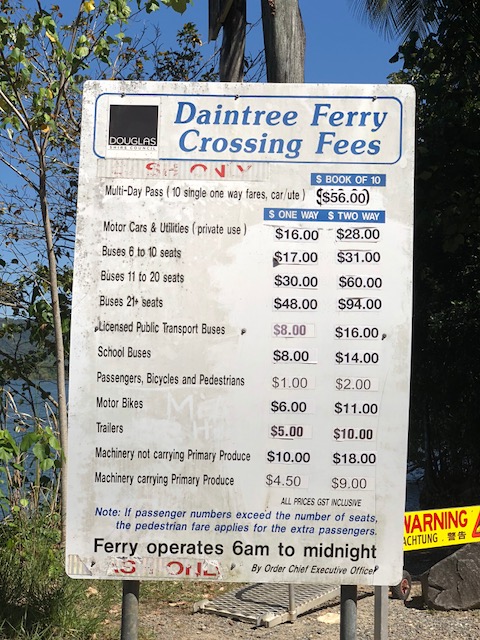 DOUGLAS
SHIRE COUNCIL
Daintree Ferry
Crossing Fees
$ BOOK OF 10
Multi-Day Pass ( 10 single one way fares, car/ute ) ($56.00)
$ ONE WAY $ TWO WAY
Motor Cars & Utilities ( private use ) $16.00 $28.00
Buses 6 to 10 seats $17.00 $31.00
Buses 11 to 20 seats $30.00 $60.00
Buses 21+ seats $48.00 $94.00
Licensed Public Transport Buses $8.00 $16.00
School Buses $8.00 $14.00
Passengers, Bicycles and Pedestrians $1.00 $2.00
Motor Bikes $6.00 $11.00
Trailers $5.00 $10.00
Machinery not carrying Primary Produce $10.00 $18.00
Machinery carrying Primary Produce $4.50 $9.00
ALL PRICES GST INCLUSIVE
Note: If passenger numbers exceed the number of seats,
the pedestrian fare applies for the extra passengers.
Ferry operates 6am to midnight
By Order Chief Executive Officer
WARNING
ACHTUNG · 警告